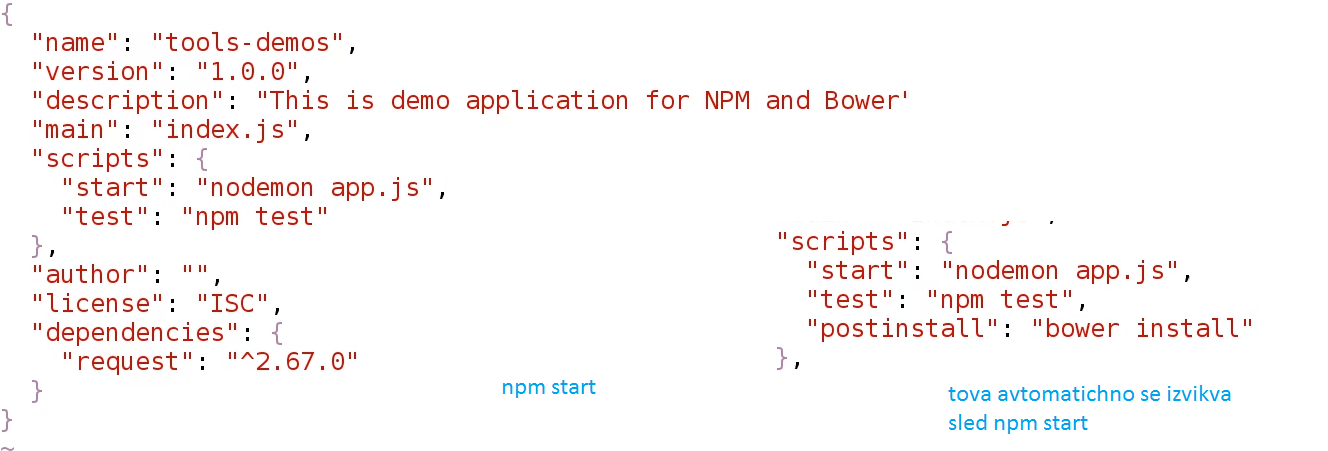 {
  "name": "tools-demos",
  "version": "1.0.0",
  "description": "This is demo application for NPM and Bower'
  "main": "index.js",
  "scripts": {
    "start": "nodemon app.js",
    "test": "npm test"
  },
  "author": "",
  "license": "ISC",
  "dependencies": {
    "request": "^2.67.0"
  }
}
~
npm start
"scripts": {
  "start": "nodemon app.js",
  "test": "npm test",
  "postinstall": "bower install"
},
tova avtomatichno se izvikva
sled npm start